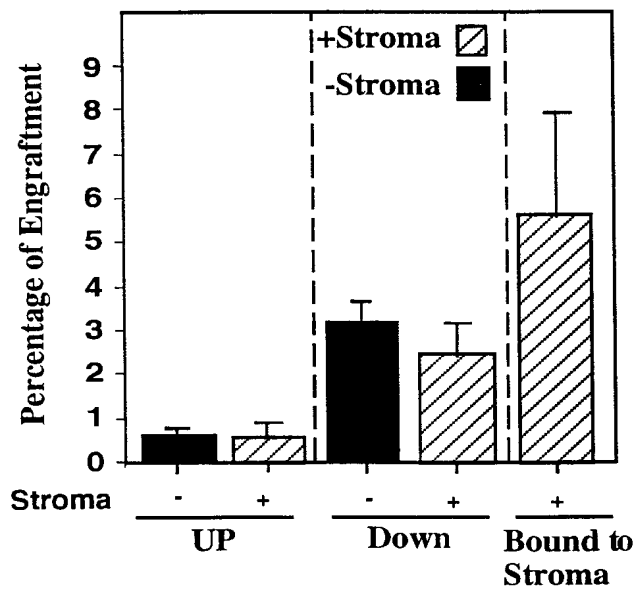 +Stroma
-Stroma
Percentage of Engraftment
9
8
7
6
5
4
3
2
1
0
Stroma - + - + +
UP Down Bound to
Stroma